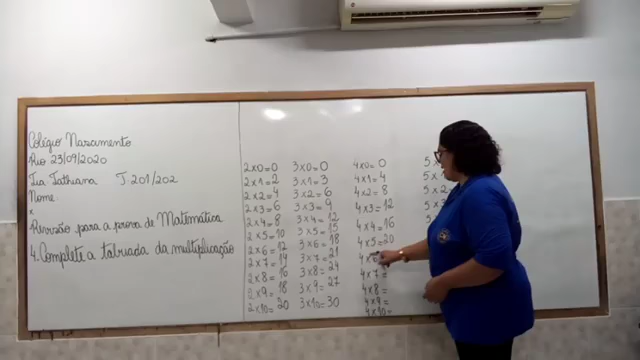 Colégio Nazamento
Rio 23/09/2020
Tia Tathiana T. 201/202
Nome
x
Revisão para a prova de Matemática
4. Complete a tabuada da multiplicação
2x0=0
2x1=2
2x2=4
2x3=6
2x4=8
2x5=10
2x6=12
2x7=14
2x8=16
2x9=18
2x10=20
3x0=0
3x1=3
3x2=6
3x3=9
3x4=12
3x5=15
3x6=18
3x7=21
3x8=24
3x9=27
3x10=30
4x0=0
4x1=4
4x2=8
4x3=12
4x4=16
4x5=20
4x6
4x7=
4x8=
4x9=
4x10=
5x
5x
5x2
5x3
5